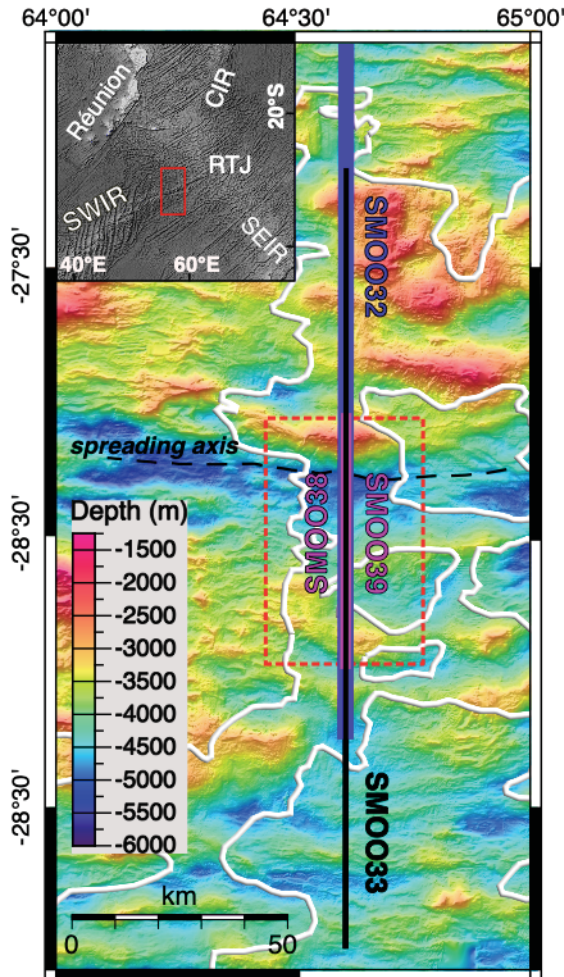 64°00' 64°30' 65°00'
Réunion
CIR
20°S
RTJ
SWIR
SEIR
40°E 60°E
-27°30'
SMOO32
spreading axis
SMOO38
SMOO39
-28°30'
Depth (m)
-1500
-2000
-2500
-3000
-3500
-4000
-4500
-5000
-5500
-6000
-28°30'
SMOO33
km
0 50